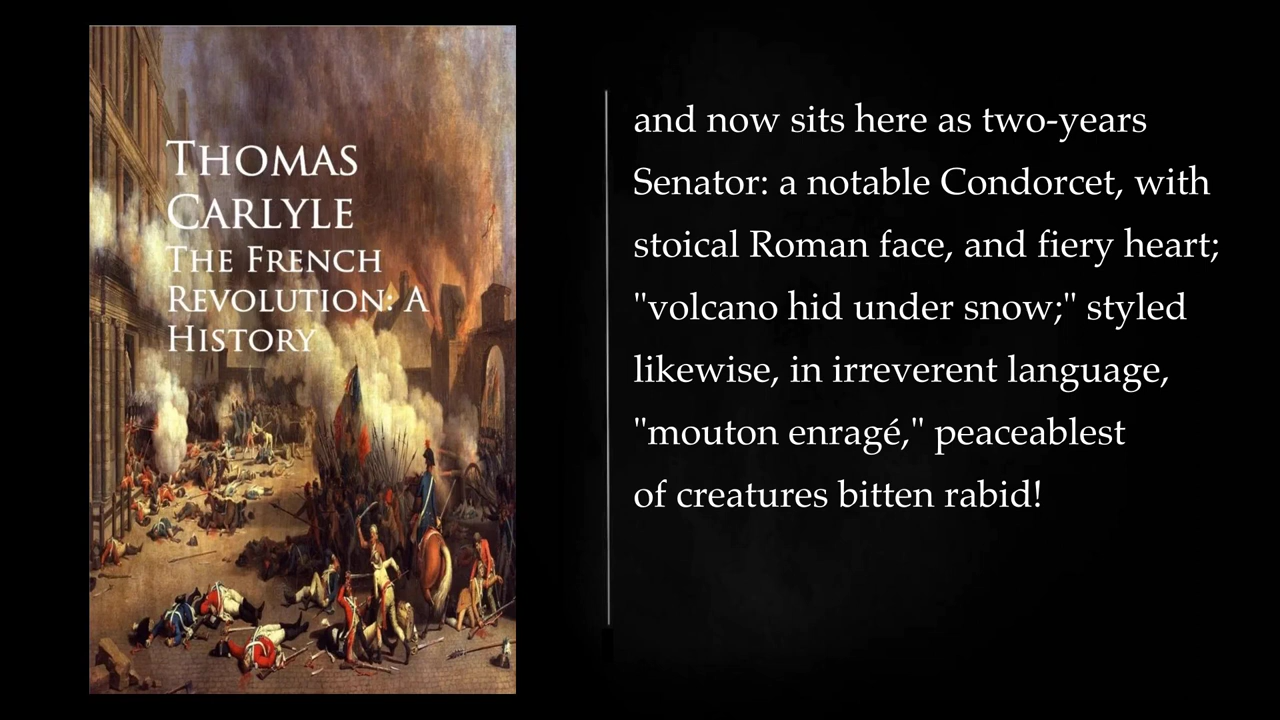 THOMAS
CARLYLE
THE FRENCH
REVOLUTION: A
HISTORY
and now sits here as two-years
Senator: a notable Condorcet, with
stoical Roman face, and fiery heart;
"volcano hid under snow;" styled
likewise, in irreverent language,
"mouton enragé," peaceablest
of creatures bitten rabid!